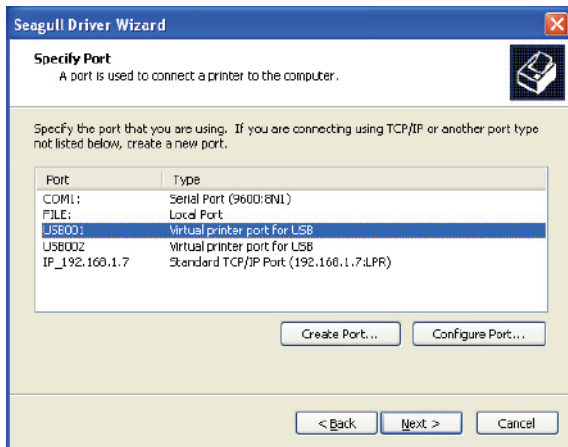 Seagull Driver Wizard
Specify Port
A port is used to connect a printer to the computer.
Specify the port that you are using. If you are connecting using TCP/IP or another port type
not listed below, create a new port.
Port Type
COM1: Serial Port (9600:8N1)
FILE: Local Port
USB001 Virtual printer port for USB
USB002 Virtual printer port for USB
IP_192.168.1.7 Standard TCP/IP Port (192.168.1.7:LPR)
Create Port... Configure Port...
< Back Next > Cancel